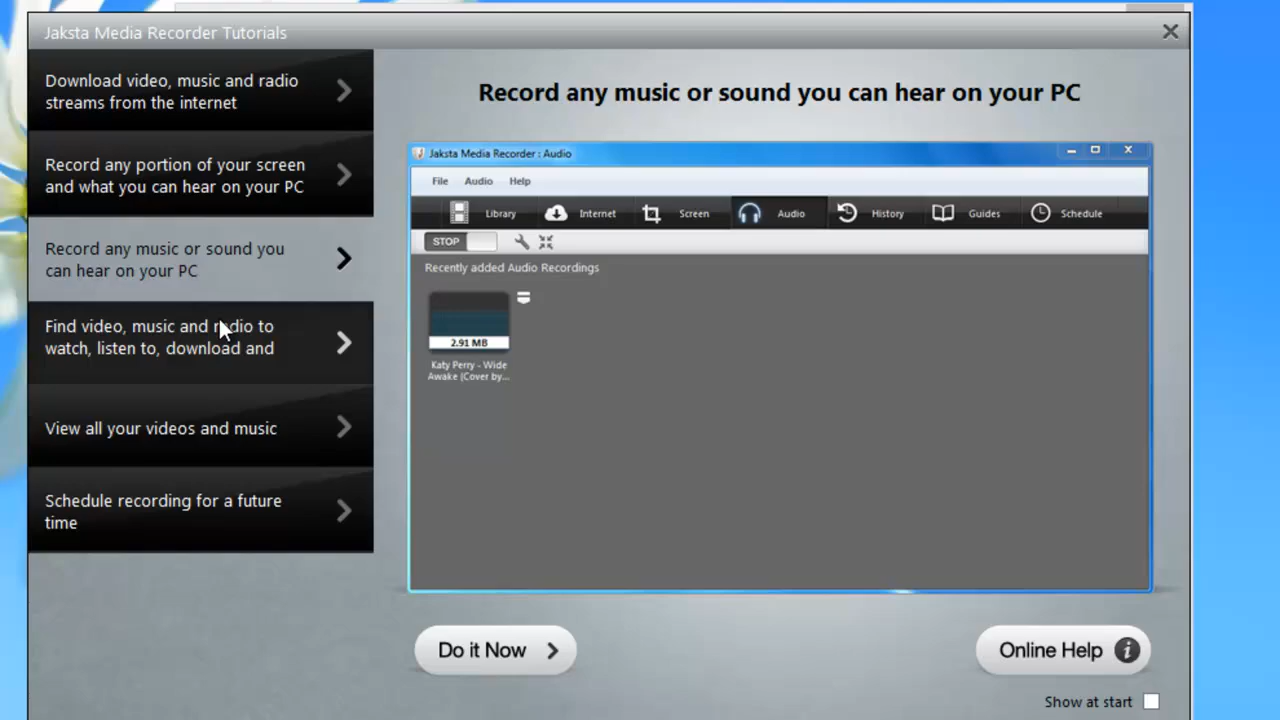 Jaksta Media Recorder Tutorials
Download video, music and radio
streams from the internet
Record any portion of your screen
and what you can hear on your PC
Record any music or sound you
can hear on your PC
Find video, music and radio to
watch, listen to, download and
View all your videos and music
Schedule recording for a future
time
Record any music or sound you can hear on your PC
Jaksta Media Recorder : Audio
File Audio Help
Library Internet Screen Audio History Guides Schedule
STOP
Recently added Audio Recordings
2.91 MB
Katy Perry - Wide
Awake (Cover by...
Do it Now
Online Help
Show at start